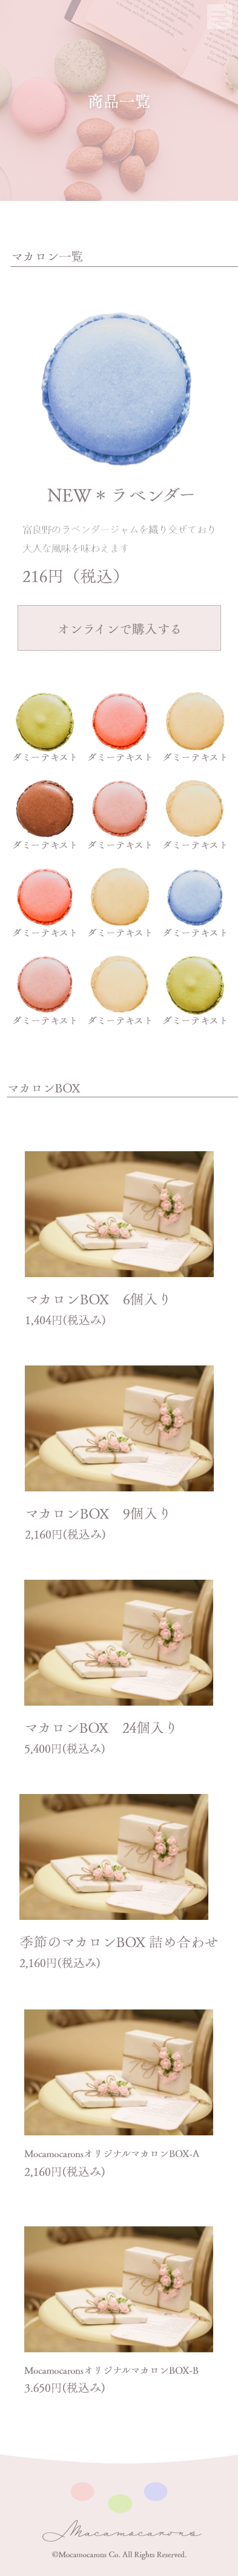 商品一覧
マカロン一覧
NEW＊ラベンダー
富良野のラベンダージャムを織り交ぜており
大人な風味を味わえます
216円（税込）
オンラインで購入する
ダミーテキスト ダミーテキスト ダミーテキスト
ダミーテキスト ダミーテキスト ダミーテキスト
ダミーテキスト ダミーテキスト ダミーテキスト
ダミーテキスト ダミーテキスト ダミーテキスト
マカロンBOX
マカロンBOX　6個入り
1,404円(税込み)
マカロンBOX　9個入り
2,160円(税込み)
マカロンBOX　24個入り
5,400円(税込み)
季節のマカロンBOX 詰め合わせ
2,160円(税込み)
MocamocaronsオリジナルマカロンBOX-A
2,160円(税込み)
MocamocaronsオリジナルマカロンBOX-B
3.650円(税込み)
Macamocarons
©Mocamocarons Co. All Rights Reserved.